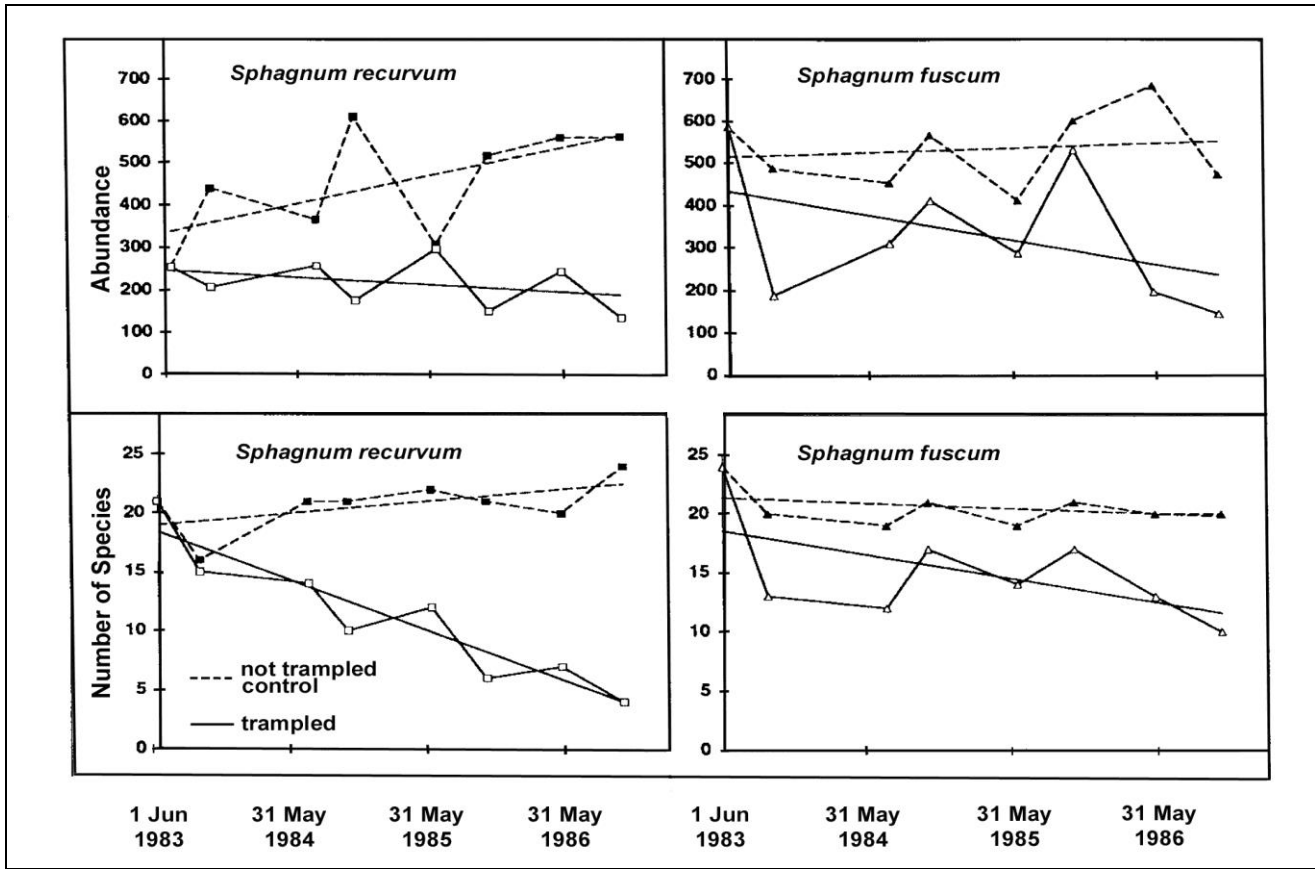 Sphagnum recurvum
Abundance
700
600
500
400
300
200
100
0
Sphagnum fuscum
700
600
500
400
300
200
100
0
Sphagnum recurvum
Number of Species
25
20
15
10
5
0
not trampled
control
trampled
Sphagnum fuscum
25
20
15
10
5
0
1 Jun 31 May 31 May 31 May 31 May 31 May 31 May
1983 1984 1985 1986 1984 1985 1986